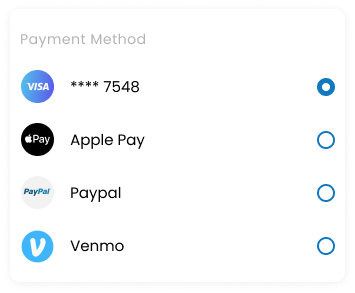 Payment Method
VISA **** 7548
Pay Apple Pay
PayPal Paypal
Venmo